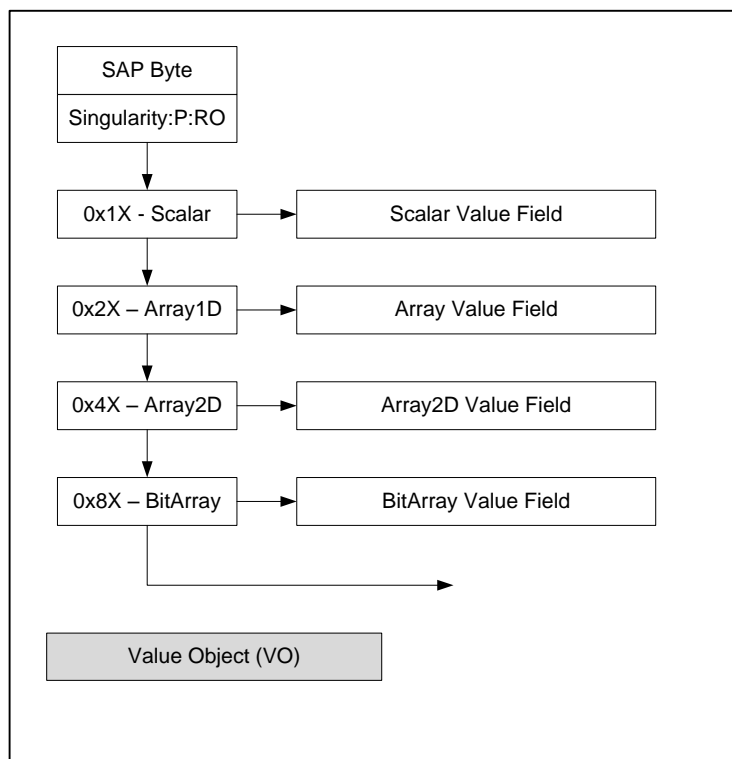 SAP Byte
Singularity:P:RO
0x1X - Scalar
Scalar Value Field
0x2X – Array1D
Array Value Field
0x4X – Array2D
Array2D Value Field
0x8X – BitArray
BitArray Value Field
Value Object (VO)